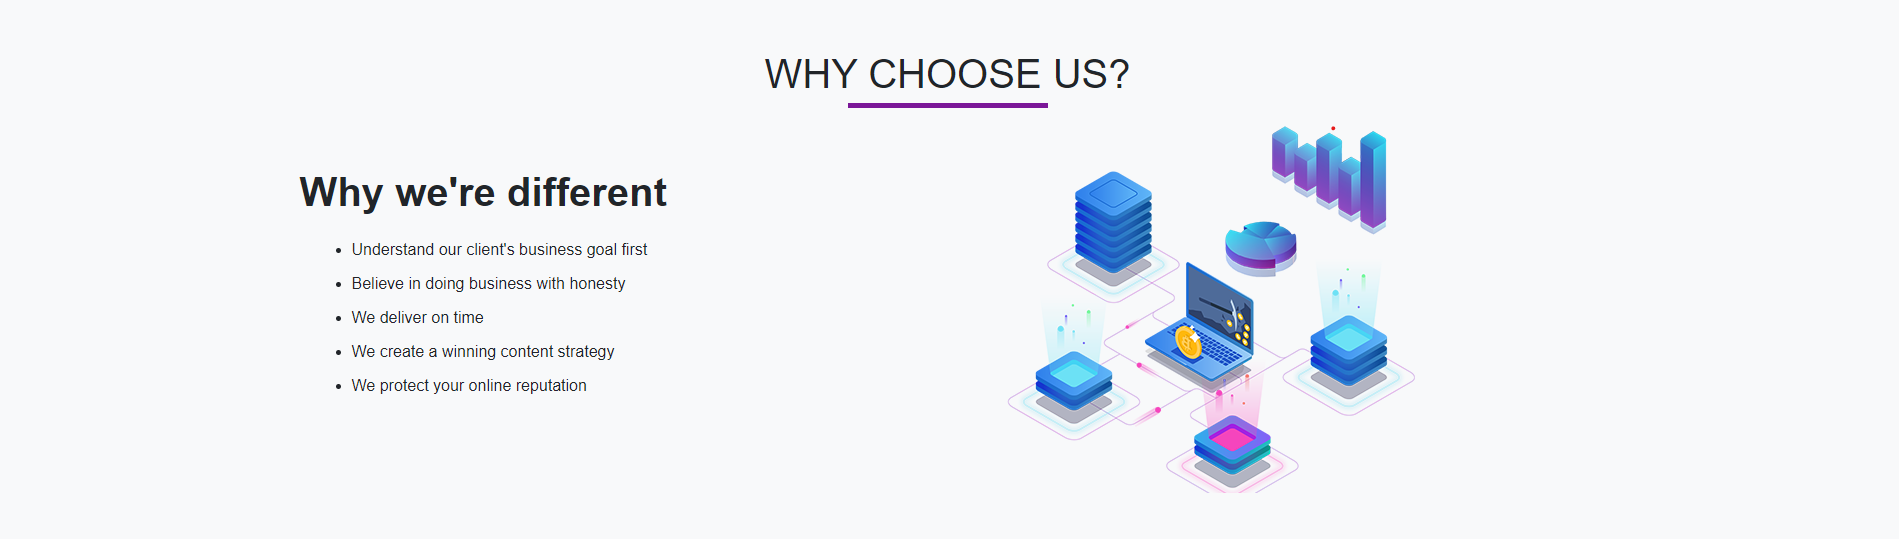 WHY CHOOSE US?
Why we're different
Understand our client's business goal first
Believe in doing business with honesty
We deliver on time
We create a winning content strategy
We protect your online reputation